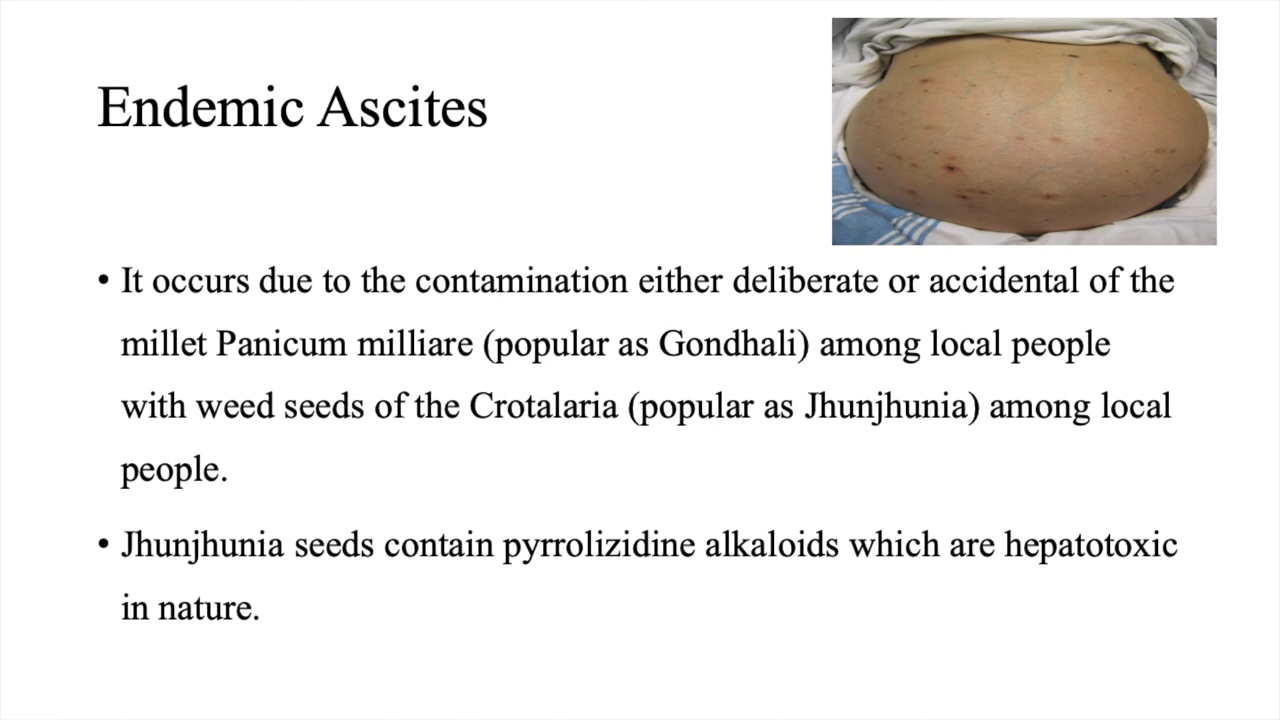 Endemic Ascites
• It occurs due to the contamination either deliberate or accidental of the
millet Panicum milliare (popular as Gondhali) among local people
with weed seeds of the Crotalaria (popular as Jhunjhunia) among local
people.
• Jhunjhunia seeds contain pyrrolizidine alkaloids which are hepatotoxic
in nature.